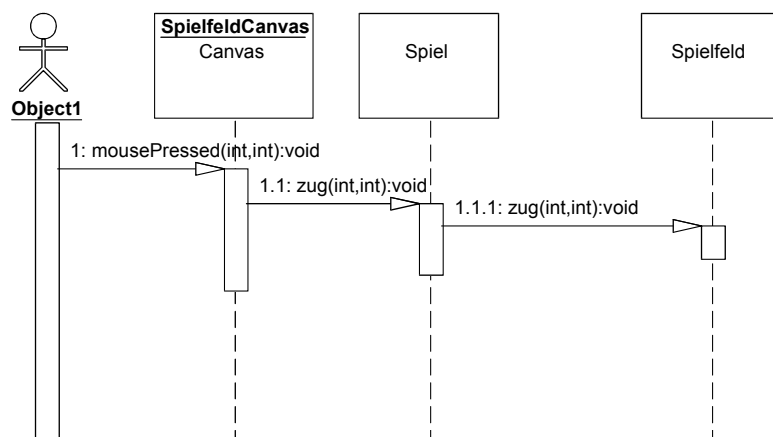 SpielfeldCanvas
Canvas
Spiel
Spielfeld
Object1
1: mousePressed(int,int):void
1.1: zug(int,int):void
1.1.1: zug(int,int):void